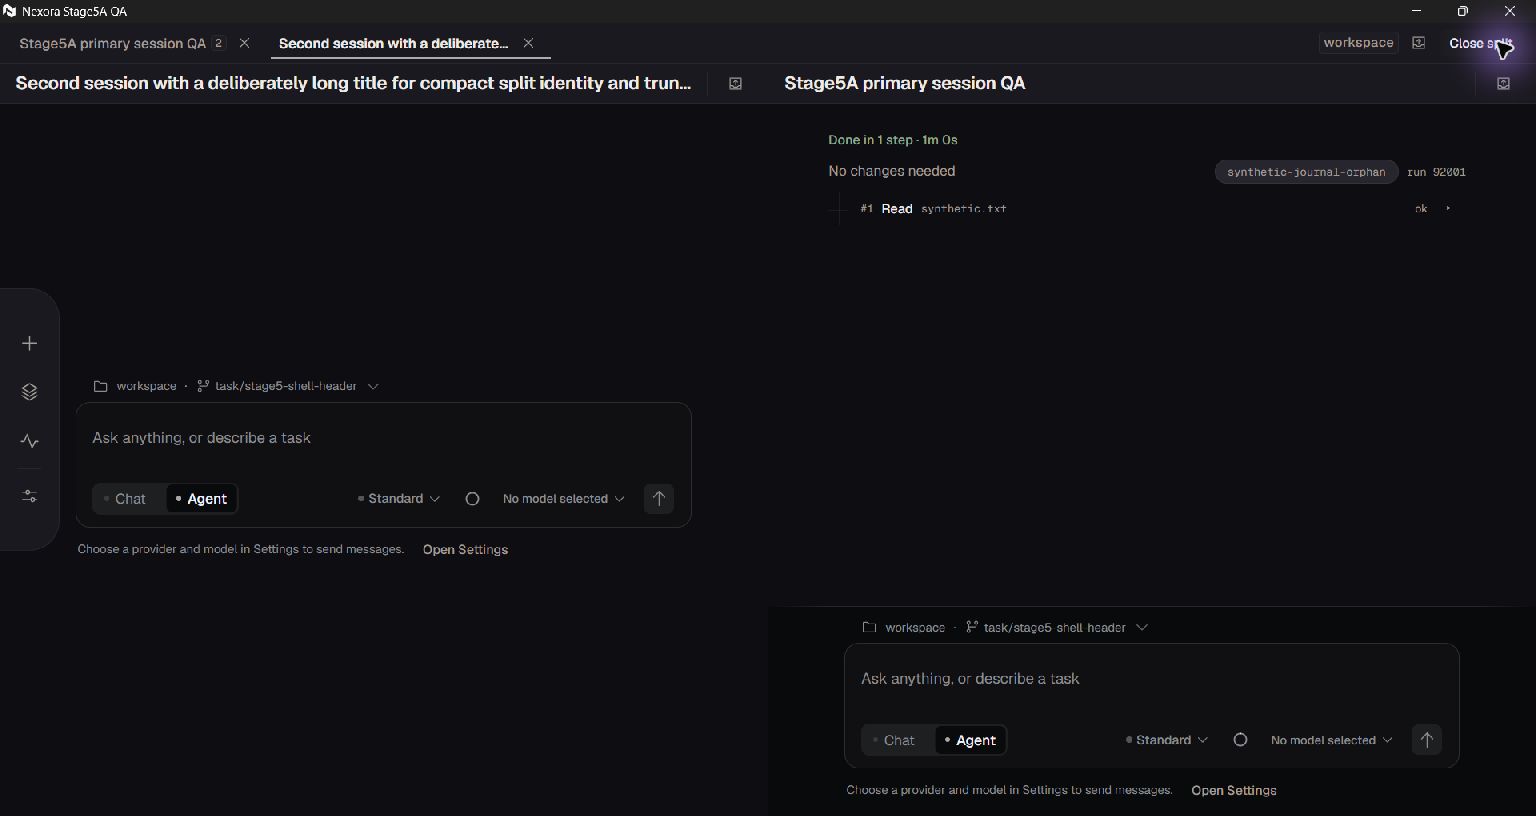 Nexora Stage5A QA
Stage5A primary session QA 2
Second session with a deliberate...
workspace
Close split
Second session with a deliberately long title for compact split identity and trun...
Stage5A primary session QA
Done in 1 step · 1m 0s
No changes needed
synthetic-journal-orphan
run 92001
#1 Read synthetic.txt
ok
workspace · task/stage5-shell-header
Ask anything, or describe a task
Chat
Agent
Standard
No model selected
Choose a provider and model in Settings to send messages. Open Settings
workspace · task/stage5-shell-header
Ask anything, or describe a task
Chat
Agent
Standard
No model selected
Choose a provider and model in Settings to send messages. Open Settings